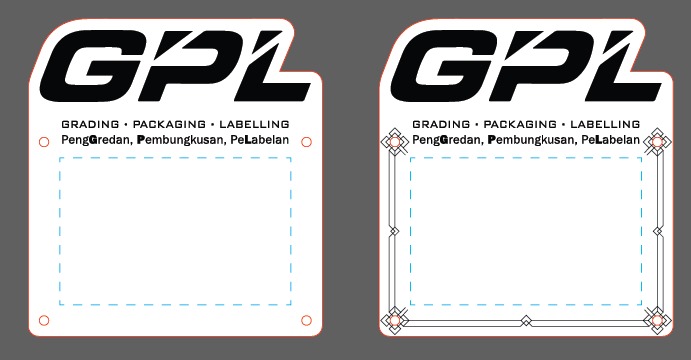 GPL
GRADING • PACKAGING • LABELLING
PengGredan, Pembungkusan, PeLabelan
GPL
GRADING • PACKAGING • LABELLING
PengGredan, Pembungkusan, PeLabelan